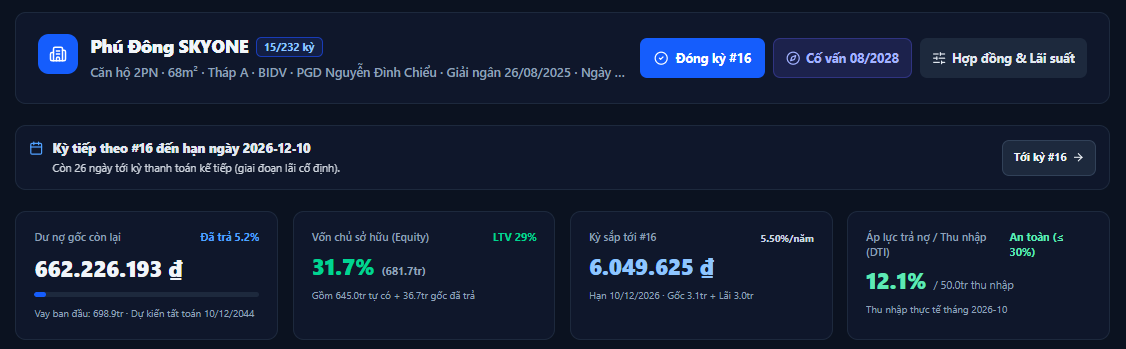 Phú Đông SKYONE 15/232 kỳ
Căn hộ 2PN · 68m² · Tháp A · BIDV · PGD Nguyễn Đình Chiểu · Giải ngân 26/08/2025 · Ngày ...
Đóng kỳ #16
Cố vấn 08/2028
Hợp đồng & Lãi suất
Kỳ tiếp theo #16 đến hạn ngày 2026-12-10
Còn 26 ngày tới kỳ thanh toán kế tiếp (giai đoạn lãi cố định).
Tới kỳ #16 →
Dư nợ gốc còn lại
Đã trả 5.2%
662.226.193 ₫
Vay ban đầu: 698.9tr · Dự kiến tất toán 10/12/2044
Vốn chủ sở hữu (Equity)
LTV 29%
31.7% (681.7tr)
Gồm 645.0tr tự có + 36.7tr gốc đã trả
Kỳ sắp tới #16
5.50%/năm
6.049.625 ₫
Hạn 10/12/2026 · Gốc 3.1tr + Lãi 3.0tr
Áp lực trả nợ / Thu nhập
(DTI)
An toàn (≤
30%)
12.1% / 50.0tr thu nhập
Thu nhập thực tế tháng 2026-10